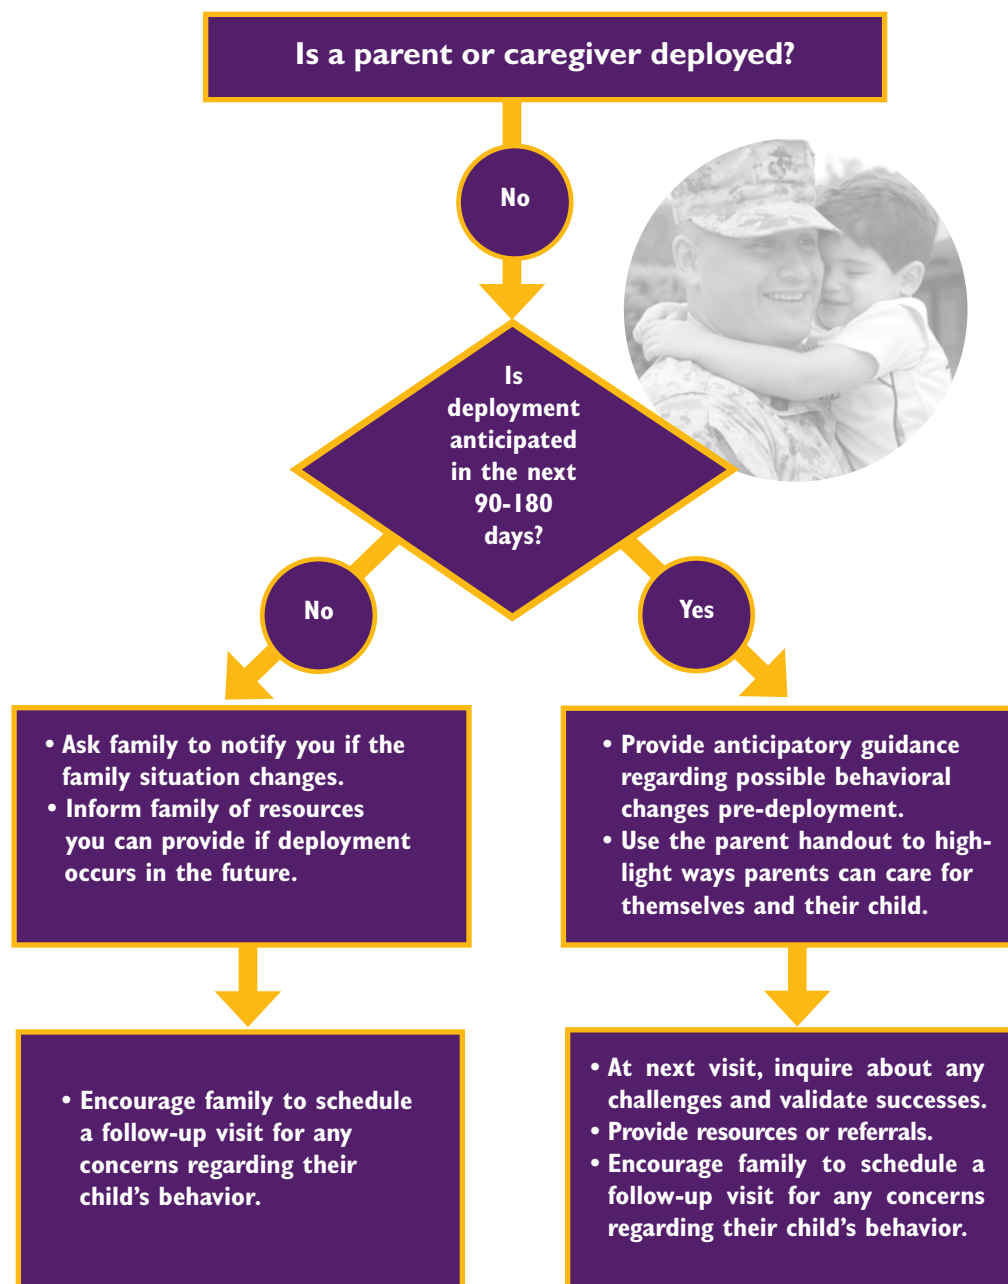 Is a parent or caregiver deployed?
No
Is
deployment
anticipated
in the next
90-180
days?
No
Yes
• Ask family to notify you if the
family situation changes.
• Inform family of resources
you can provide if deployment
occurs in the future.
• Provide anticipatory guidance
regarding possible behavioral
changes pre-deployment.
• Use the parent handout to high-
light ways parents can care for
themselves and their child.
• Encourage family to schedule
a follow-up visit for any
concerns regarding their
child's behavior.
• At next visit, inquire about any
challenges and validate successes.
• Provide resources or referrals.
• Encourage family to schedule a
follow-up visit for any concerns
regarding their child's behavior.